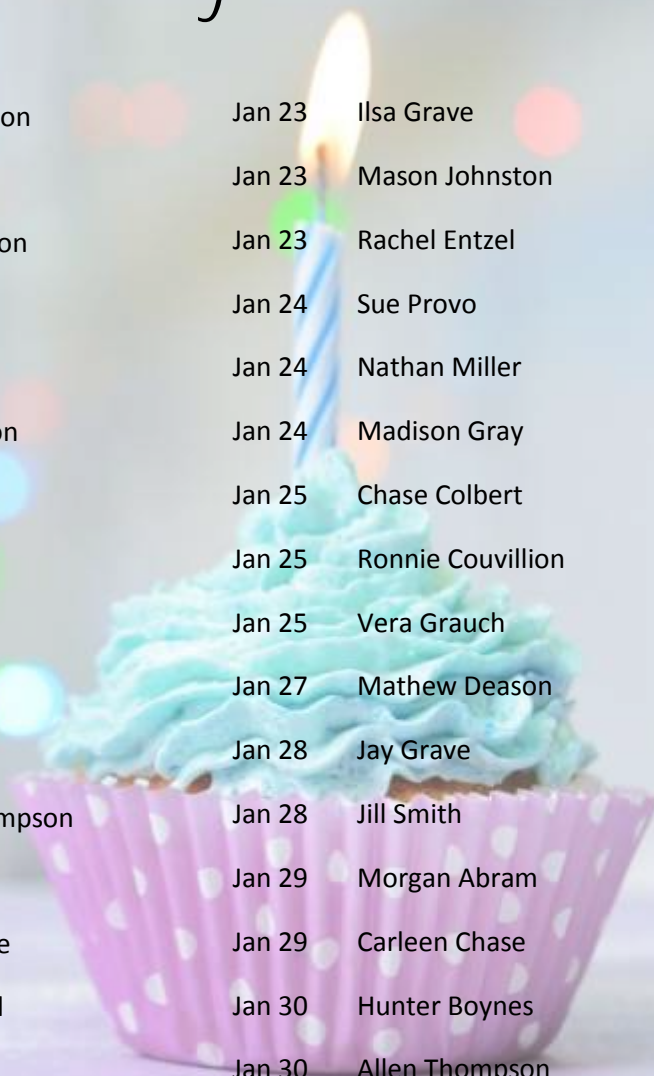 Jan 23 Ilsa Grave
Jan 23 Mason Johnston
Jan 23 Rachel Entzel
Jan 24 Sue Provo
Jan 24 Nathan Miller
Jan 24 Madison Gray
Jan 25 Chase Colbert
Jan 25 Ronnie Couvillion
Jan 25 Vera Grauch
Jan 27 Mathew Deason
Jan 28 Jay Grave
Jan 28 Jill Smith
Jan 29 Morgan Abram
Jan 29 Carleen Chase
Jan 30 Hunter Boynes
Jan 30 Allen Thompson